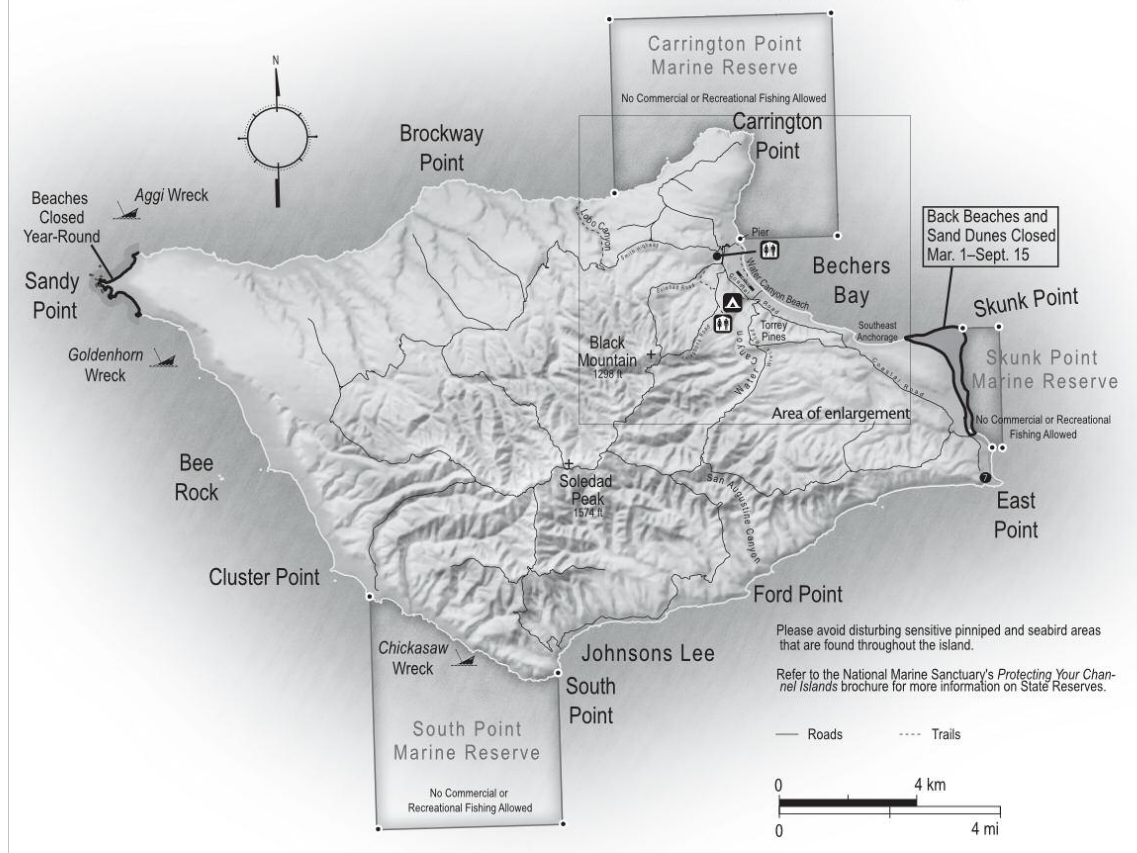 Carrington Point
Marine Reserve
No Commercial or Recreational Fishing Allowed
Carrington
Point
N
Brockway
Point
Beaches
Closed
Year-Round
Aggi Wreck
Sandy
Point
Goldenhorn
Wreck
Lobo
Canyon
Smith Highway
Pier
Water Canyon Beach
Bechers
Bay
Back Beaches and
Sand Dunes Closed
Mar. 1–Sept. 15
Skunk Point
Southeast
Anchorage
Skunk Point
Marine Reserve
No Commercial or Recreational
Fishing Allowed
Torrey
Pines
Black
Mountain
1298 ft
Water Canyon
Coastal Road
Area of enlargement
Bee
Rock
Soledad
Peak
1574 ft
San Augustine Canyon
7
East
Point
Cluster Point
Ford Point
Chickasaw
Wreck
Johnsons Lee
South
Point
South Point
Marine Reserve
No Commercial or
Recreational Fishing Allowed
Please avoid disturbing sensitive pinniped and seabird areas
that are found throughout the island.
Refer to the National Marine Sanctuary's Protecting Your Chan-
nel Islands brochure for more information on State Reserves.
Roads
Trails
0 4 km
0 4 mi